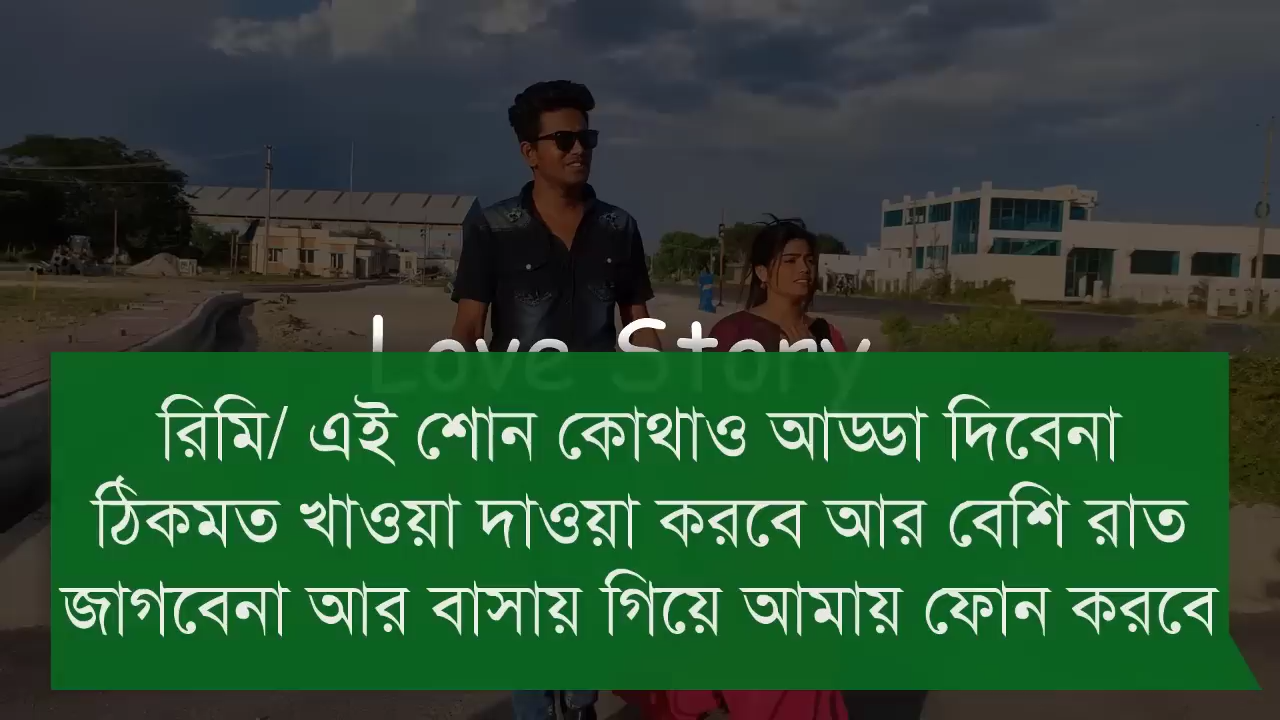 Love Story
রিমি/ এই শোন কোথাও আড্ডা দিবেনা
ঠিকমত খাওয়া দাওয়া করবে আর বেশি রাত
জাগবেনা আর বাসায় গিয়ে আমায় ফোন করবে